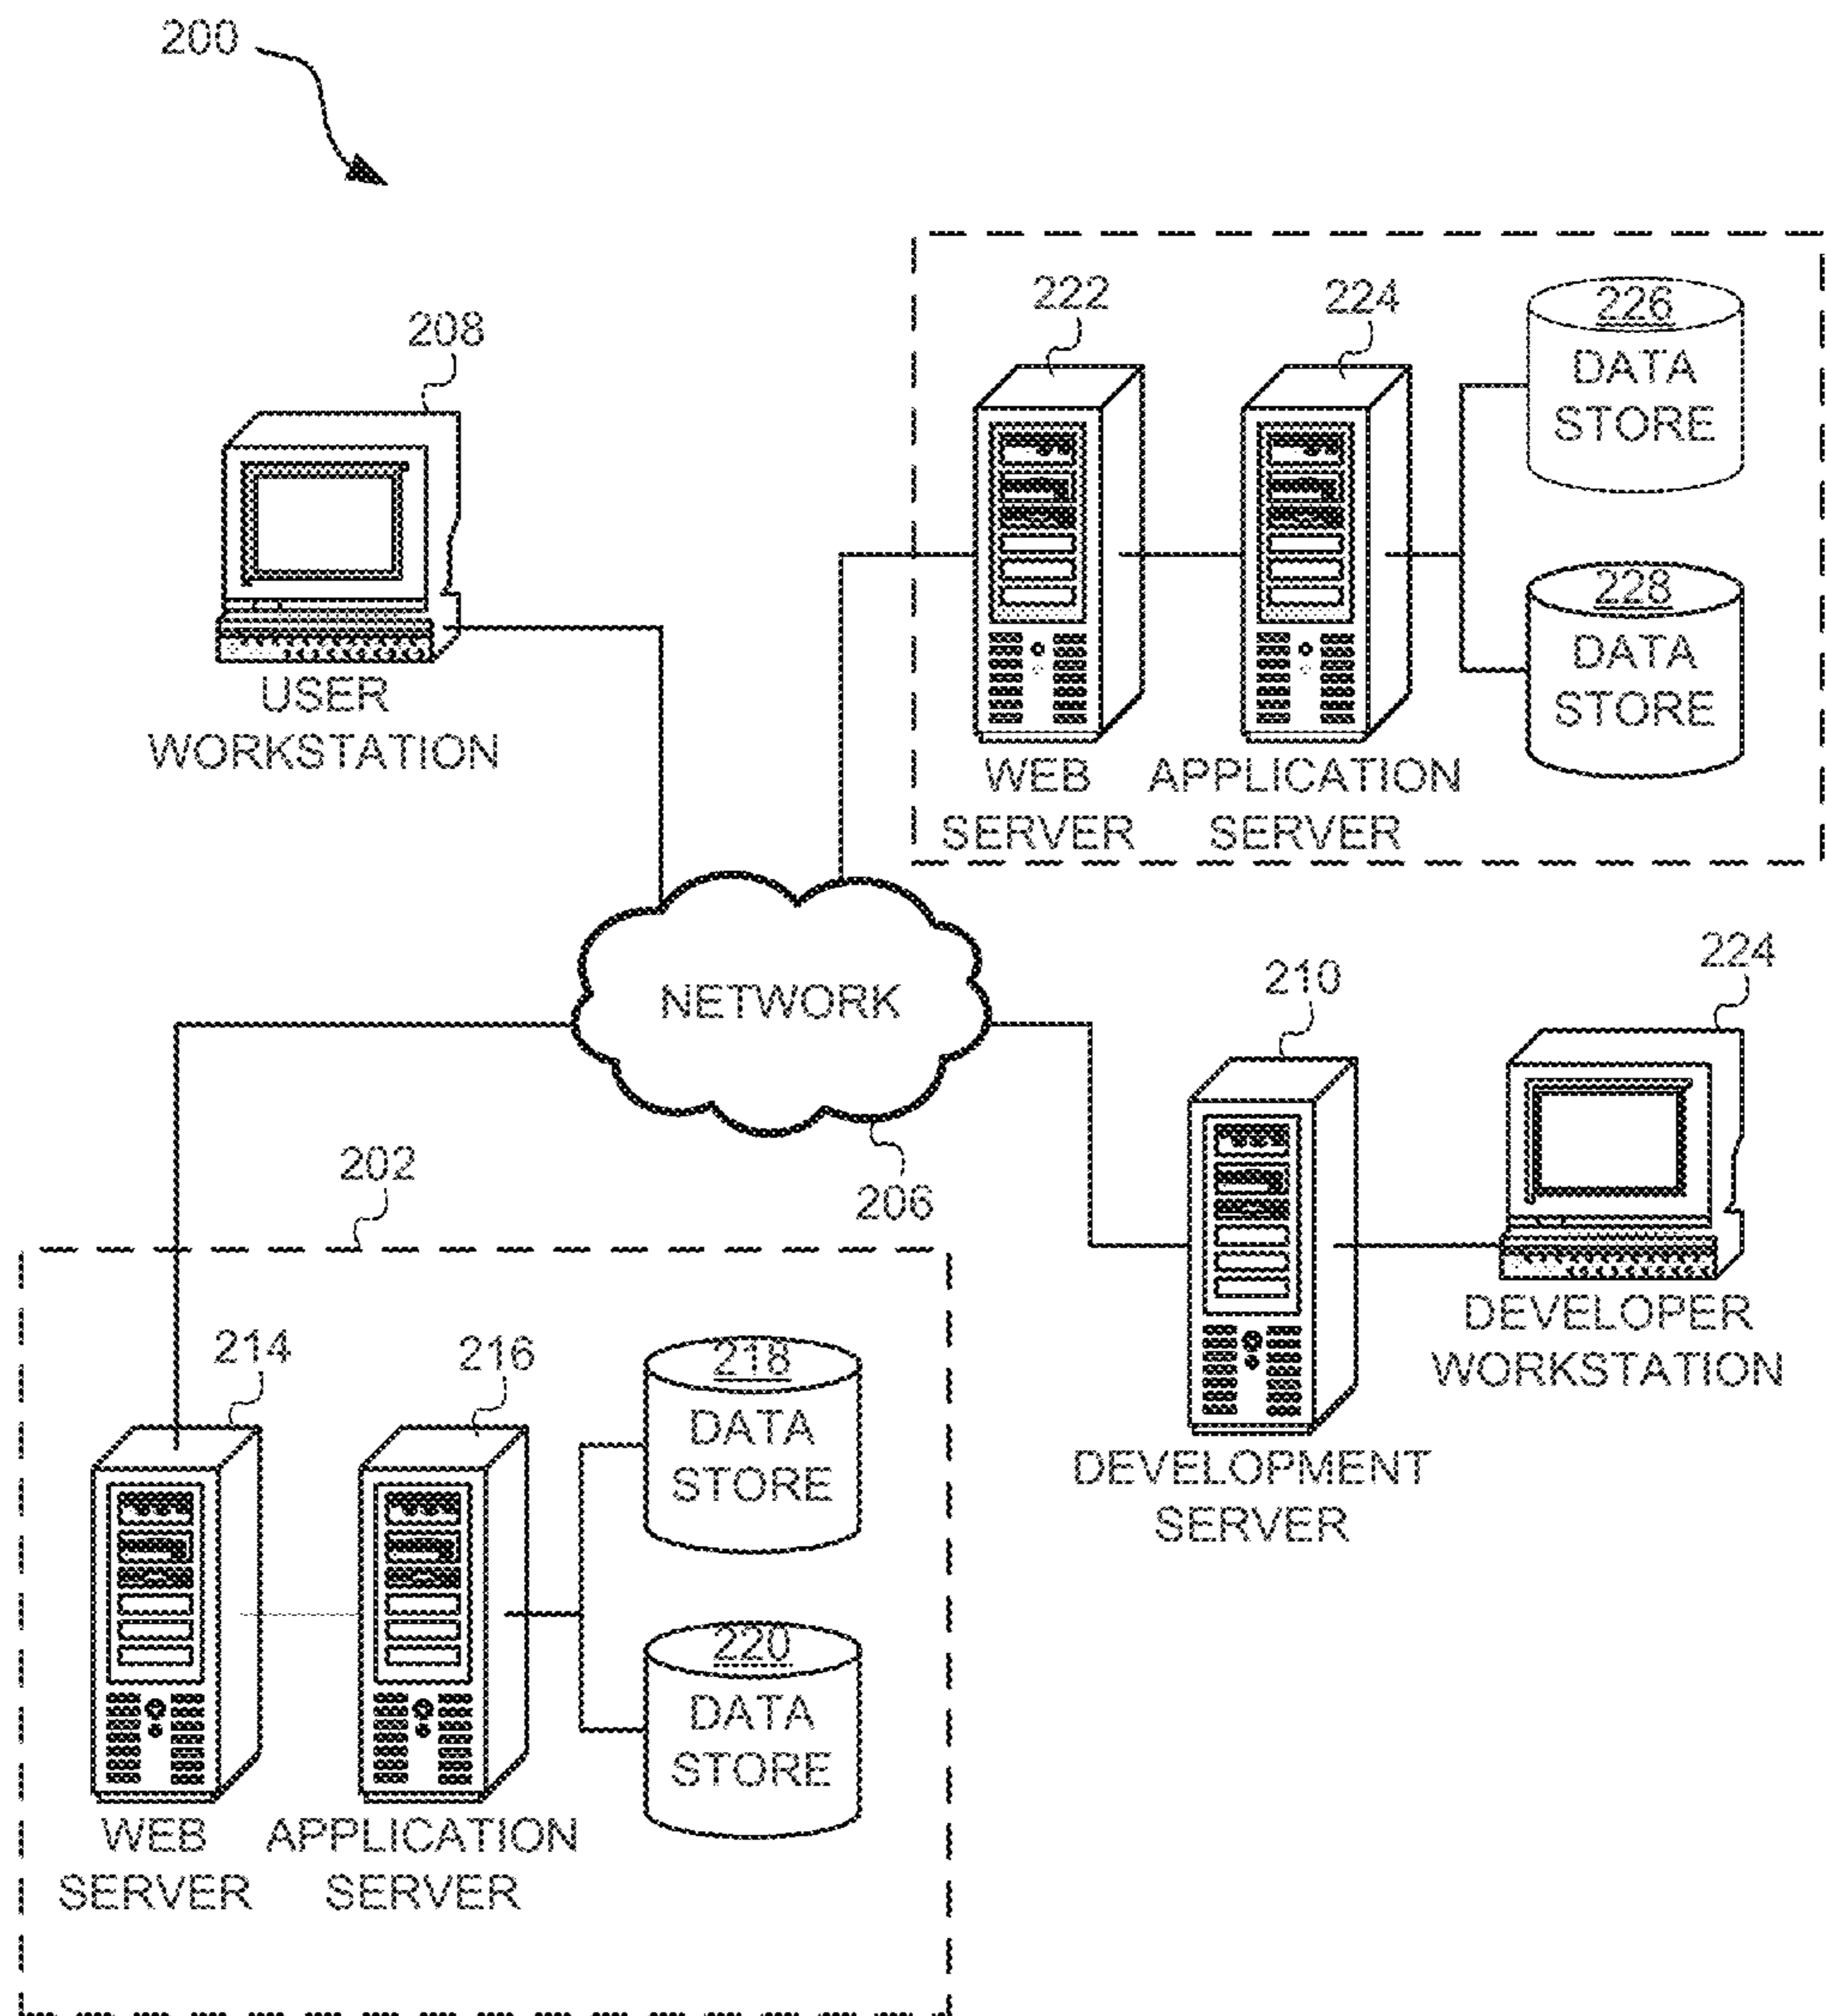 200
222
224
226
DATA
STORE
208
228
DATA
STORE
USER
WORKSTATION
WEB
SERVER
APPLICATION
SERVER
NETWORK
206
210
224
DEVELOPER
WORKSTATION
DEVELOPMENT
SERVER
202
214
216
218
DATA
STORE
220
DATA
STORE
WEB
SERVER
APPLICATION
SERVER